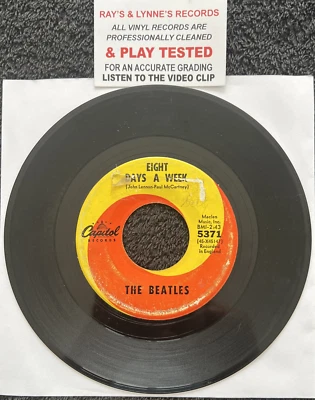 RAY'S & LYNNE'S RECORDS
ALL VINYL RECORDS ARE
PROFESSIONALLY CLEANED
& PLAY TESTED
FOR AN ACCURATE GRADING
LISTEN TO THE VIDEO CLIP
EIGHT
DAYS A WEEK
(John Lennon-Paul McCartney)
Capitol
RECORDS
Maclen
Music, Inc.
BMI-2:43
5371
Recorded
in England
THE BEATLES